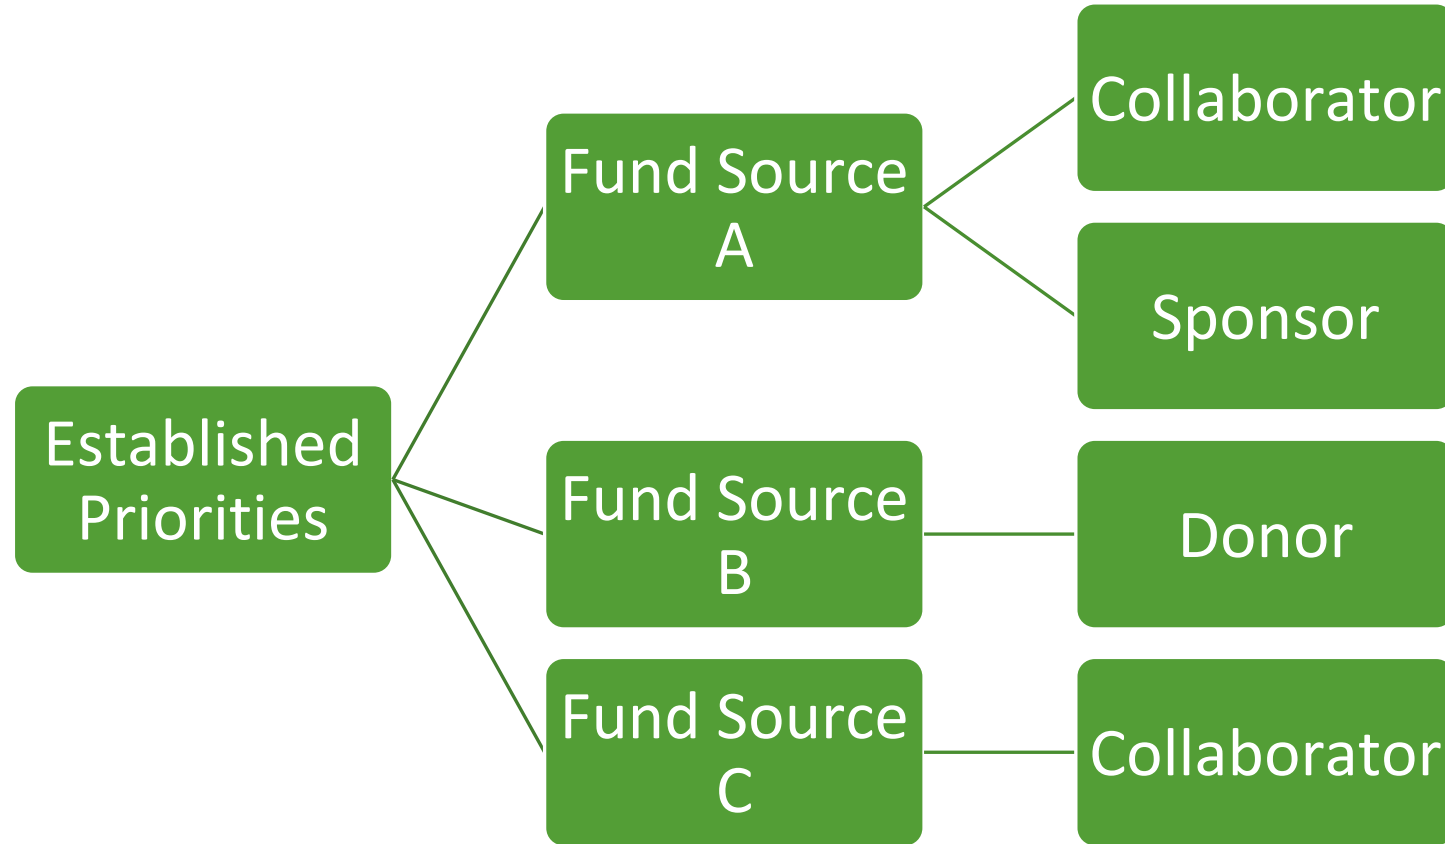 Established
Priorities
Fund Source
A
Collaborator
Sponsor
Fund Source
B
Donor
Fund Source
C
Collaborator